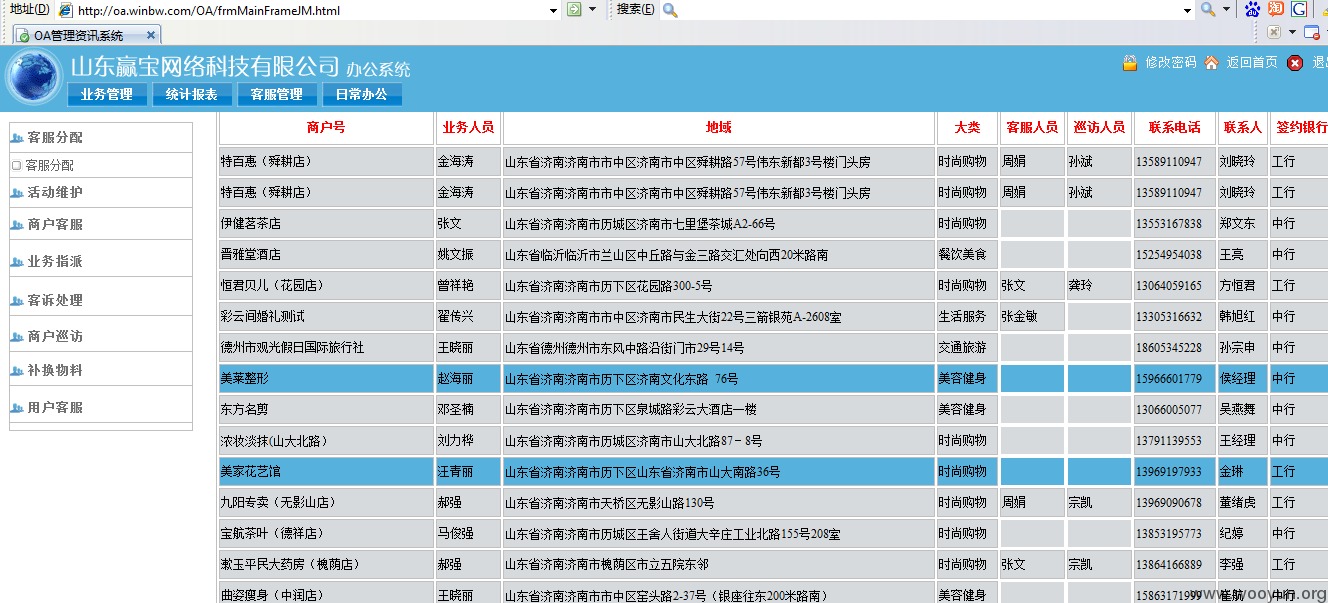 地址(D) http://oa.winbw.com/OA/frmMainFrameJM.html 搜索(E)
OA管理资讯系统
山东赢宝网络科技有限公司 办公系统
修改密码 返回首页
业务管理 统计报表 客服管理 日常办公
客服分配
客服分配
活动维护
商户客服
业务指派
客诉处理
商户巡访
补换物料
用户客服
商户号 业务人员 地域 大类 客服人员 巡访人员 联系电话 联系人 签约银行
特百惠（舜耕店） 金海涛 山东省济南济南市市中区济南市中区舜耕路57号伟东新都3号楼门头房 时尚购物 周娟 孙斌 13589110947 刘晓玲 工行
特百惠（舜耕店） 金海涛 山东省济南济南市市中区济南市中区舜耕路57号伟东新都3号楼门头房 时尚购物 周娟 孙斌 13589110947 刘晓玲 工行
伊健茗茶店 张文 山东省济南济南市历城区济南市七里堡茶城A2-66号 时尚购物 13553167838 郑文东 中行
晋雅堂酒店 姚文振 山东省临沂临沂市兰山区中丘路与金三路交汇处向西20米路南 餐饮美食 15254954038 王亮 中行
恒君贝儿（花园店） 曾祥艳 山东省济南济南市历下区花园路300-5号 时尚购物 张文 龚玲 13064059165 方恒君 工行
彩云间婚礼测试 翟传兴 山东省济南济南市市中区济南市民生大街22号三箭银苑A-2608室 生活服务 张金敏 13305316632 韩旭红 中行
德州市观光假日国际旅行社 王晓丽 山东省德州德州市东风中路沿街门市29号14号 交通旅游 18605345228 孙宗申 中行
美莱整形 赵海丽 山东省济南济南市历下区济南文化东路 76号 美容健身 15966601779 侯经理 中行
东方名剪 邓圣楠 山东省济南济南市历下区泉城路彩云大酒店一楼 美容健身 13066005077 吴燕舞 中行
浓妆淡抹(山大北路） 刘力桦 山东省济南济南市历城区济南市山大北路87－8号 时尚购物 13791139553 王经理 中行
美家花艺馆 汪青丽 山东省济南济南市历下区山东省济南市山大南路36号 时尚购物 13969197933 金琳 工行
九阳专卖（无影山店） 郝强 山东省济南济南市天桥区无影山路130号 时尚购物 周娟 宗凯 13969090678 董绪虎 工行
宝航茶叶（德祥店） 马俊强 山东省济南济南市历城区王舍人街道大辛庄工业北路155号208室 时尚购物 13853195773 纪婷 中行
漱玉平民大药房（槐荫店） 郝强 山东省济南济南市槐荫区市立五院东邻 时尚购物 张文 宗凯 13864166889 李强 工行
曲姿瘦身（中润店） 王晓丽 山东省济南济南市市中区窑头路2-37号（银座往东200米路南） 美容健身 15863171999 中行
www.wooyun.org